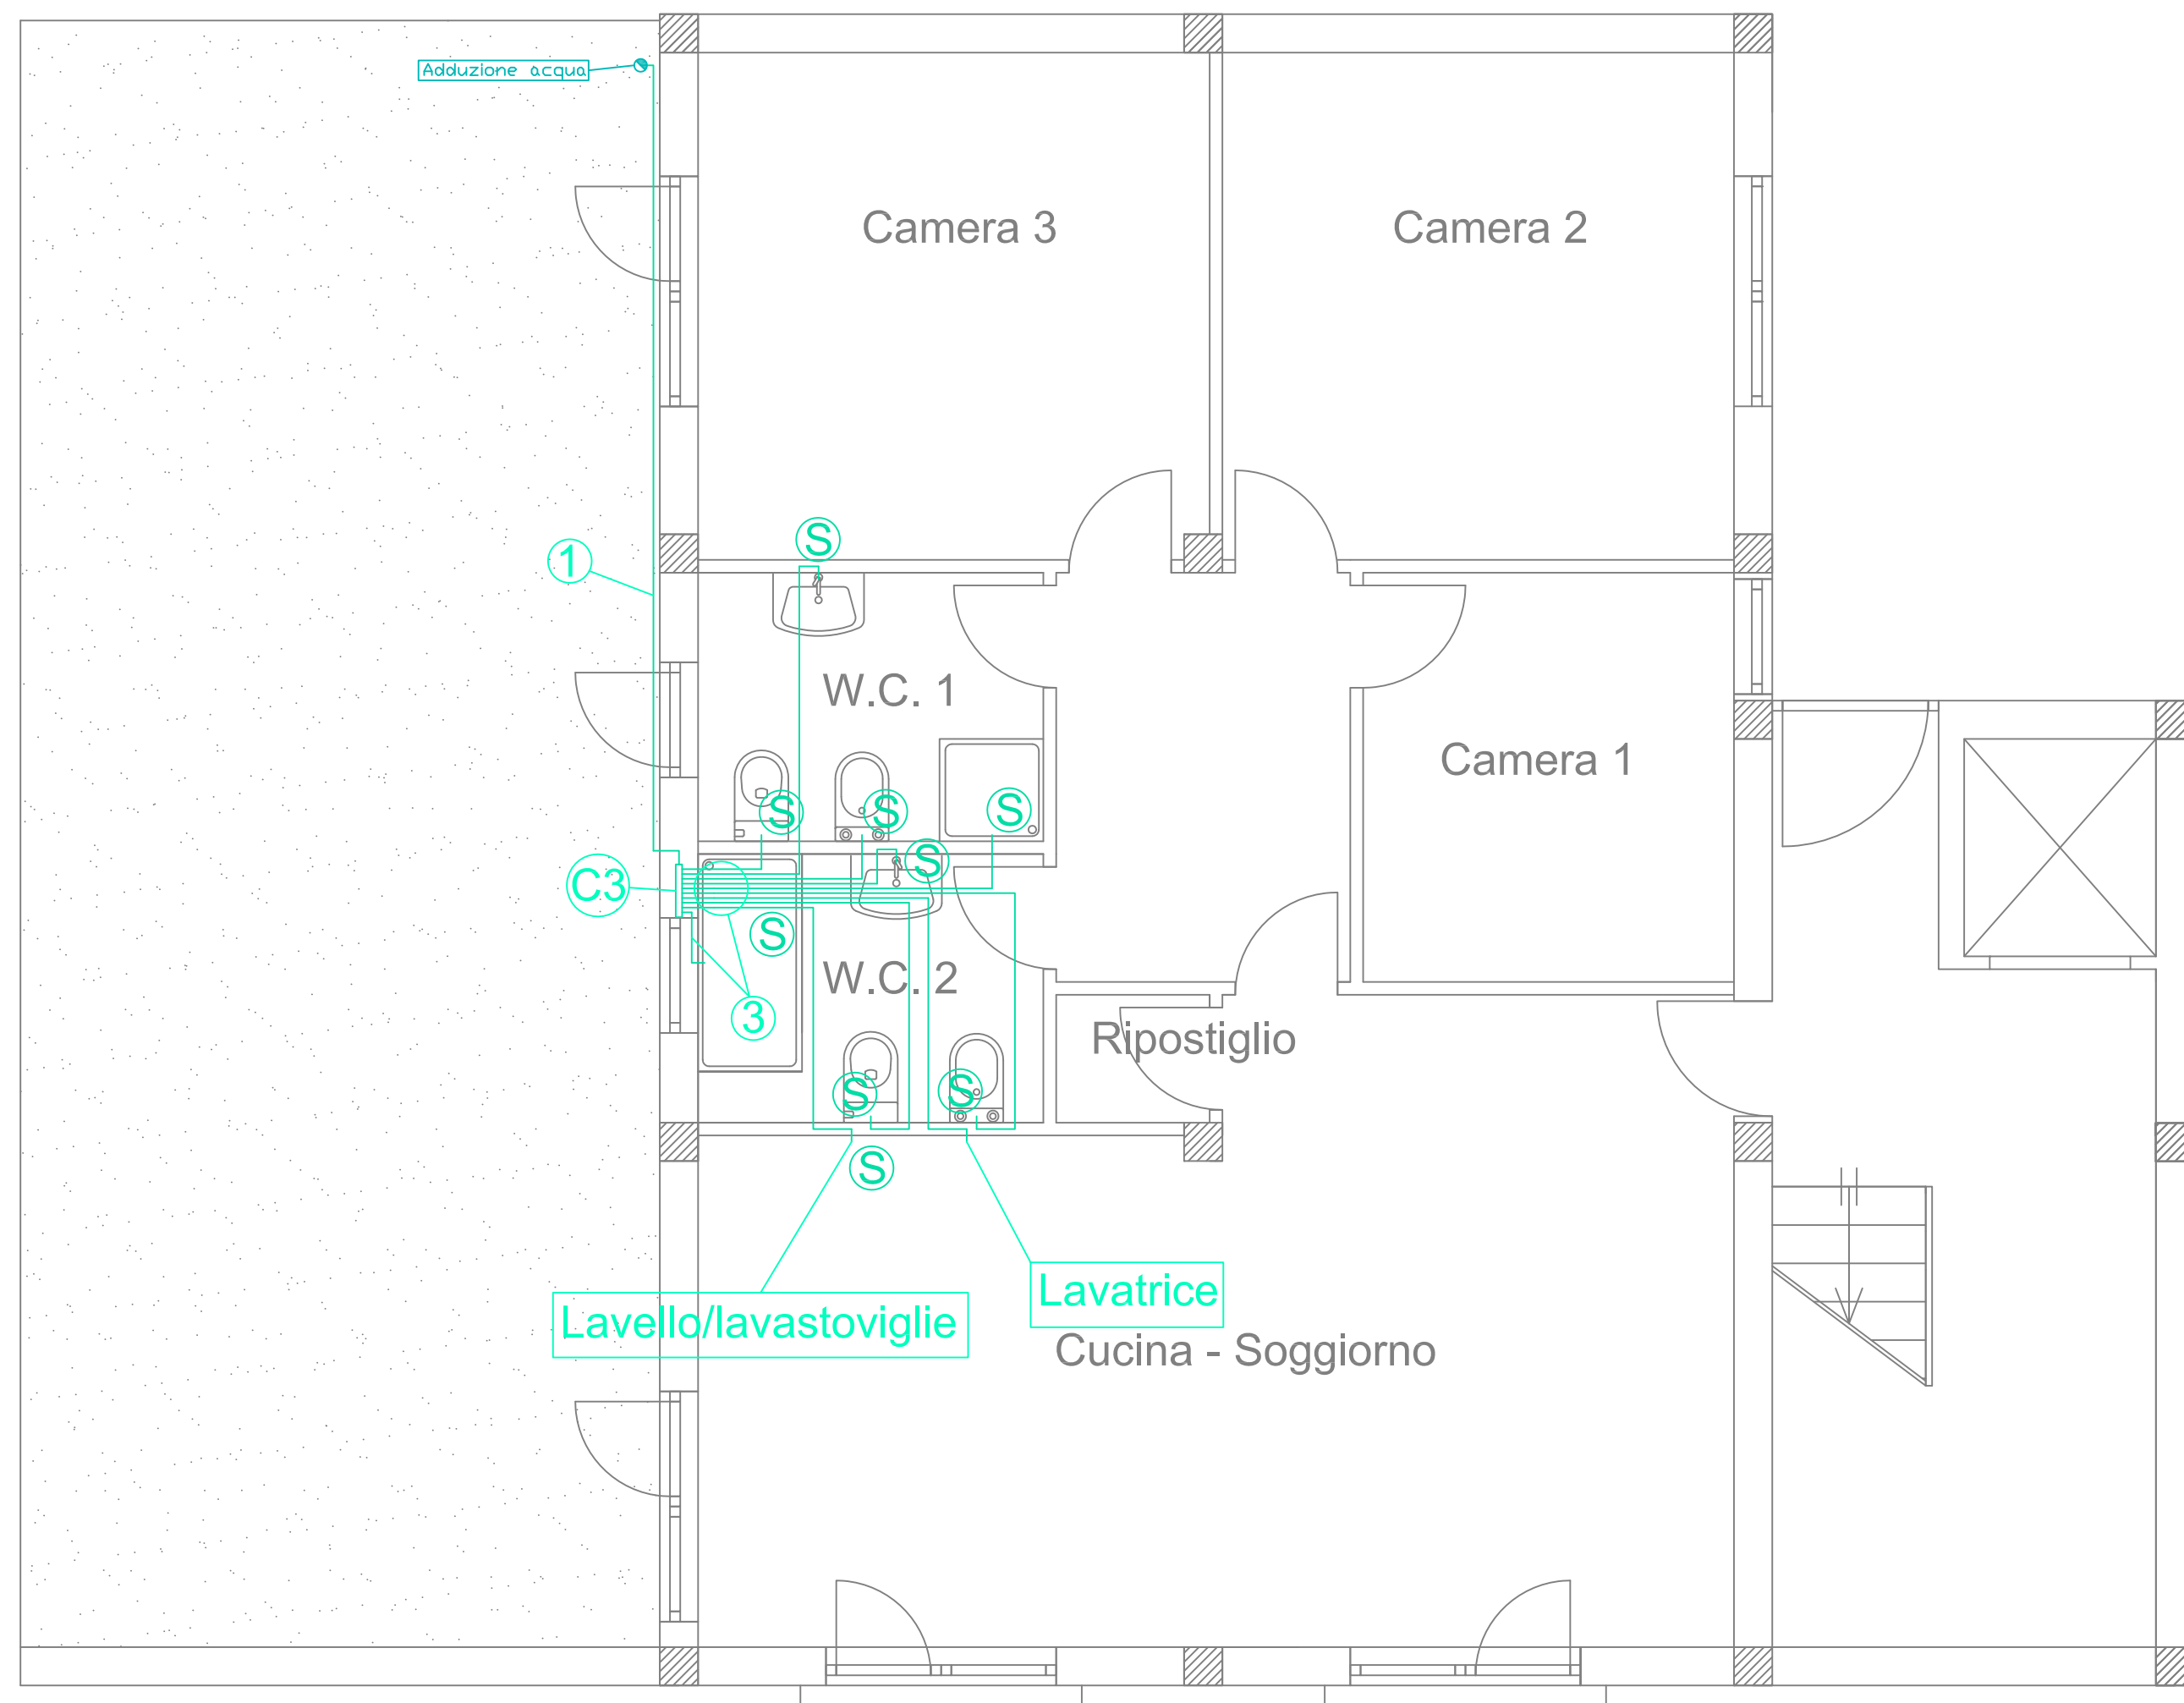 Adduzione acqua
Camera 3
Camera 2
S
1
W.C. 1
Camera 1
S
S
S
S
C3
S
W.C. 2
3
Ripostiglio
S
S
S
Lavatrice
Lavello/lavastoviglie
Cucina - Soggiorno